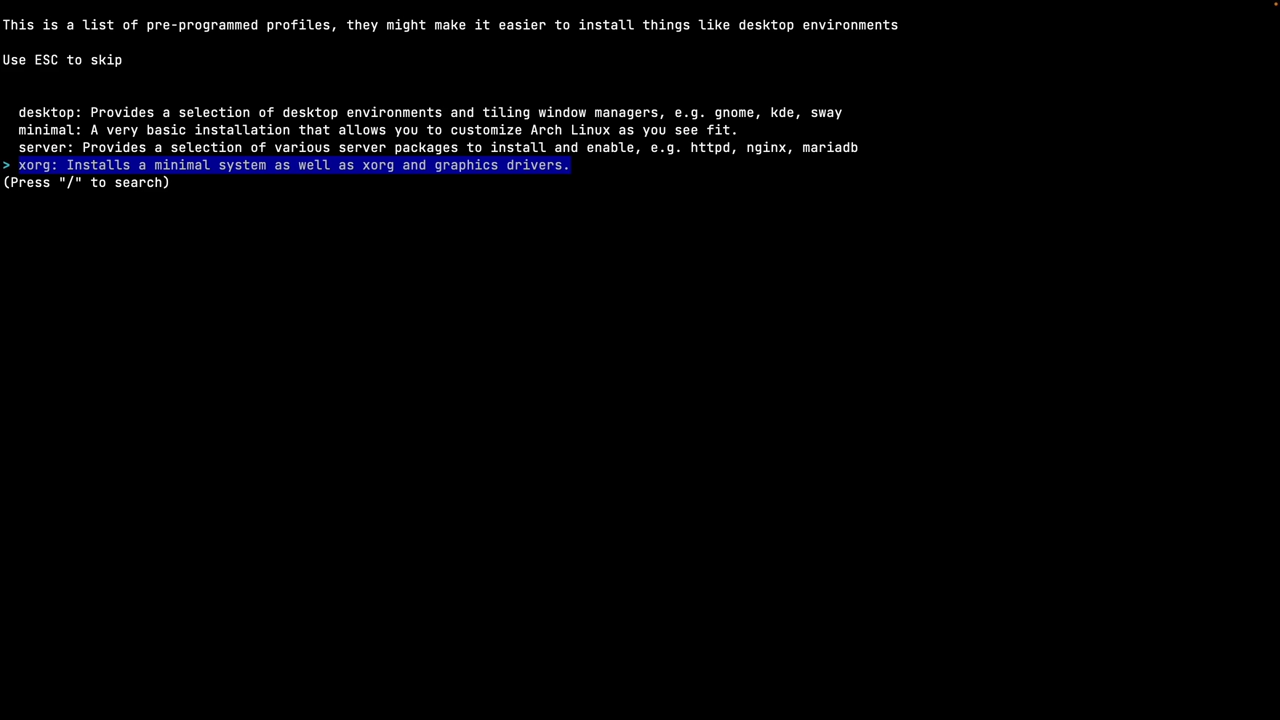 This is a list of pre-programmed profiles, they might make it easier to install things like desktop environments
Use ESC to skip
desktop: Provides a selection of desktop environments and tiling window managers, e.g. gnome, kde, sway
minimal: A very basic installation that allows you to customize Arch Linux as you see fit.
server: Provides a selection of various server packages to install and enable, e.g. httpd, nginx, mariadb
> xorg: Installs a minimal system as well as xorg and graphics drivers.
(Press "/" to search)